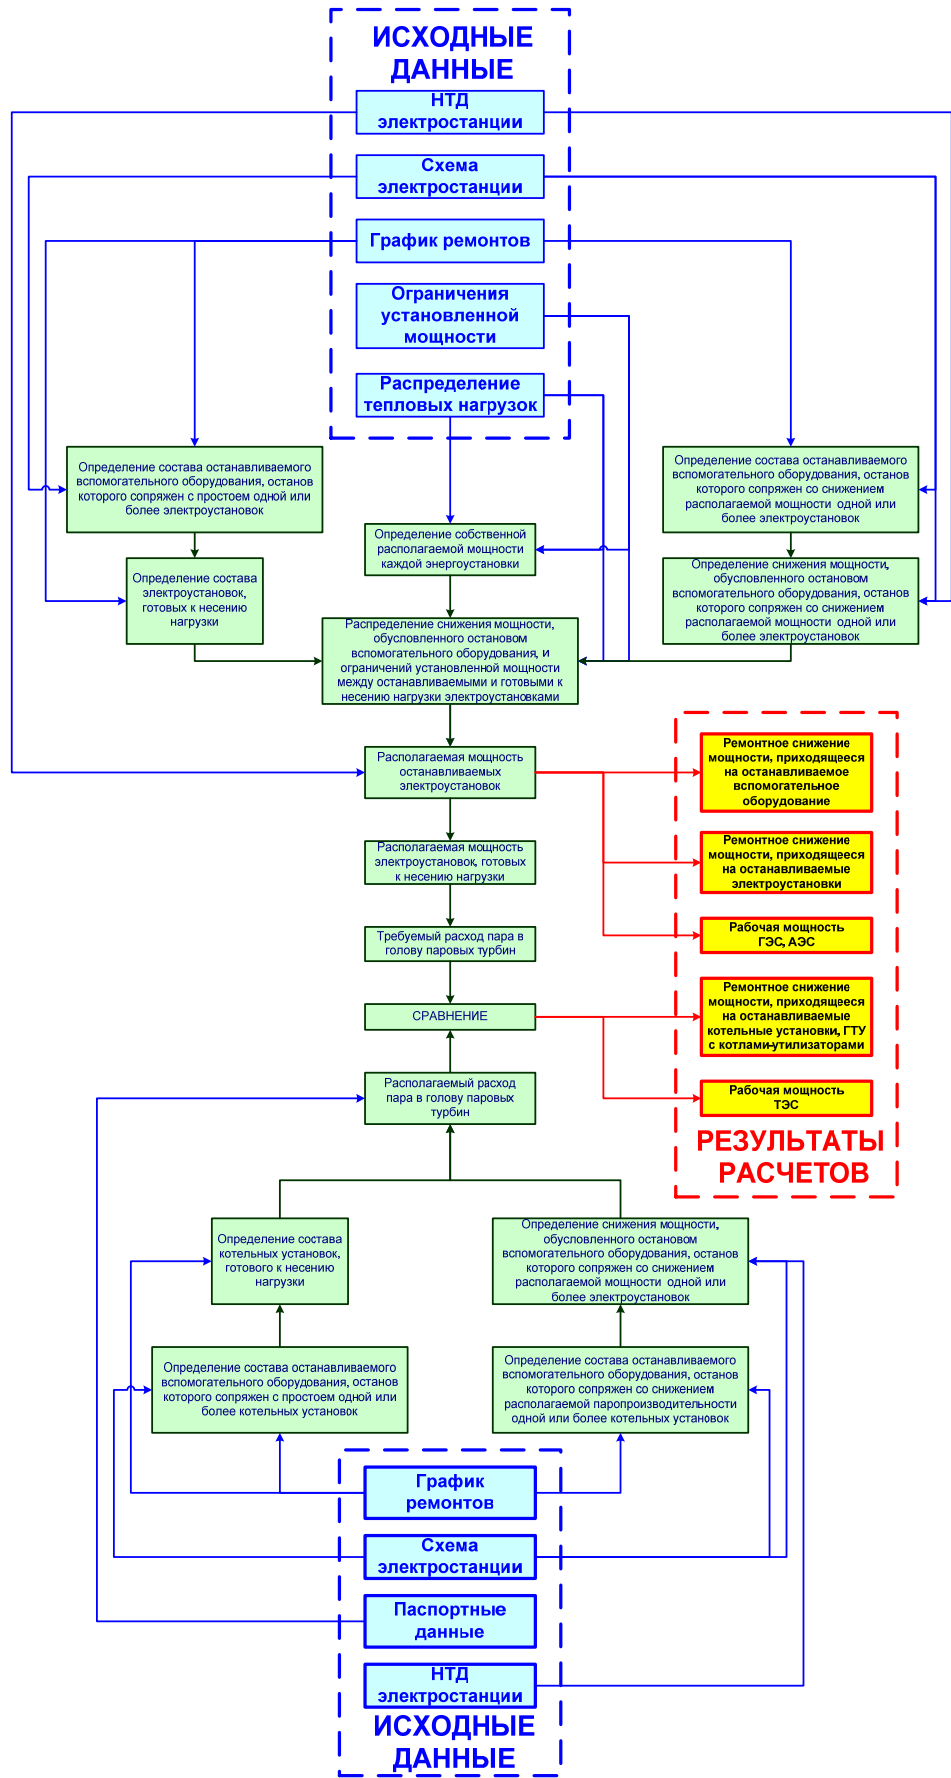 ИСХОДНЫЕ
ДАННЫЕ
НТД
электростанции
Схема
электростанции
График ремонтов
Ограничения
установленной
мощности
Распределение
тепловых нагрузок
Определение состава останавливаемого
вспомогательного оборудования, останов
которого сопряжен с простоем одной или
более электроустановок
Определение состава останавливаемого
вспомогательного оборудования, останов
которого сопряжен со снижением
располагаемой мощности одной или
более электроустановок
Определение собственной
располагаемой мощности
каждой энергоустановки
Определение состава
электроустановок,
готовых к несению
нагрузки
Определение снижения мощности,
обусловленного остановом
вспомогательного оборудования, останов
которого сопряжен со снижением
располагаемой мощности одной или
более электроустановок
Распределение снижения мощности,
обусловленного остановом
вспомогательного оборудования, и
ограничений установленной мощности
между останавливаемыми и готовыми к
несению нагрузки электроустановками
Располагаемая мощность
останавливаемых
электроустановок
Ремонтное снижение
мощности, приходящееся
на останавливаемое
вспомогательное
оборудование
Располагаемая мощность
электроустановок, готовых
к несению нагрузки
Ремонтное снижение
мощности, приходящееся
на останавливаемые
электроустановки
Требуемый расход пара в
голову паровых турбин
Рабочая мощность
ГЭС, АЭС
СРАВНЕНИЕ
Ремонтное снижение
мощности, приходящееся
на останавливаемые
котельные установки, ГТУ
с котлами-утилизаторами
Располагаемый расход
пара в голову паровых
турбин
Рабочая мощность
ТЭС
РЕЗУЛЬТАТЫ
РАСЧЕТОВ
Определение состава
котельных установок,
готового к несению
нагрузки
Определение снижения мощности,
обусловленного остановом
вспомогательного оборудования, останов
которого сопряжен со снижением
располагаемой мощности одной или
более электроустановок
Определение состава останавливаемого
вспомогательного оборудования, останов
которого сопряжен с простоем одной или
более котельных установок
Определение состава останавливаемого
вспомогательного оборудования, останов
которого сопряжен со снижением
располагаемой паропроизводительности
одной или более котельных установок
График
ремонтов
Схема
электростанции
Паспортные
данные
НТД
электростанции
ИСХОДНЫЕ
ДАННЫЕ